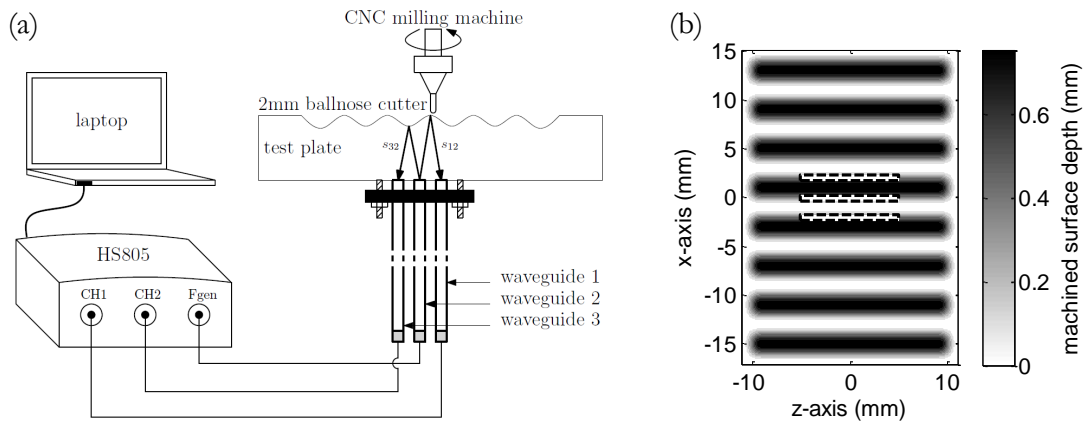 (a)
CNC milling machine
2mm ballnose cutter
laptop
test plate
s32
s12
HS805
CH1
CH2
Fgen
waveguide 1
waveguide 2
waveguide 3
(b)
15
10
5
0
-5
-10
-15
x-axis (mm)
-10
0
10
z-axis (mm)
0.6
0.4
0.2
0
machined surface depth (mm)